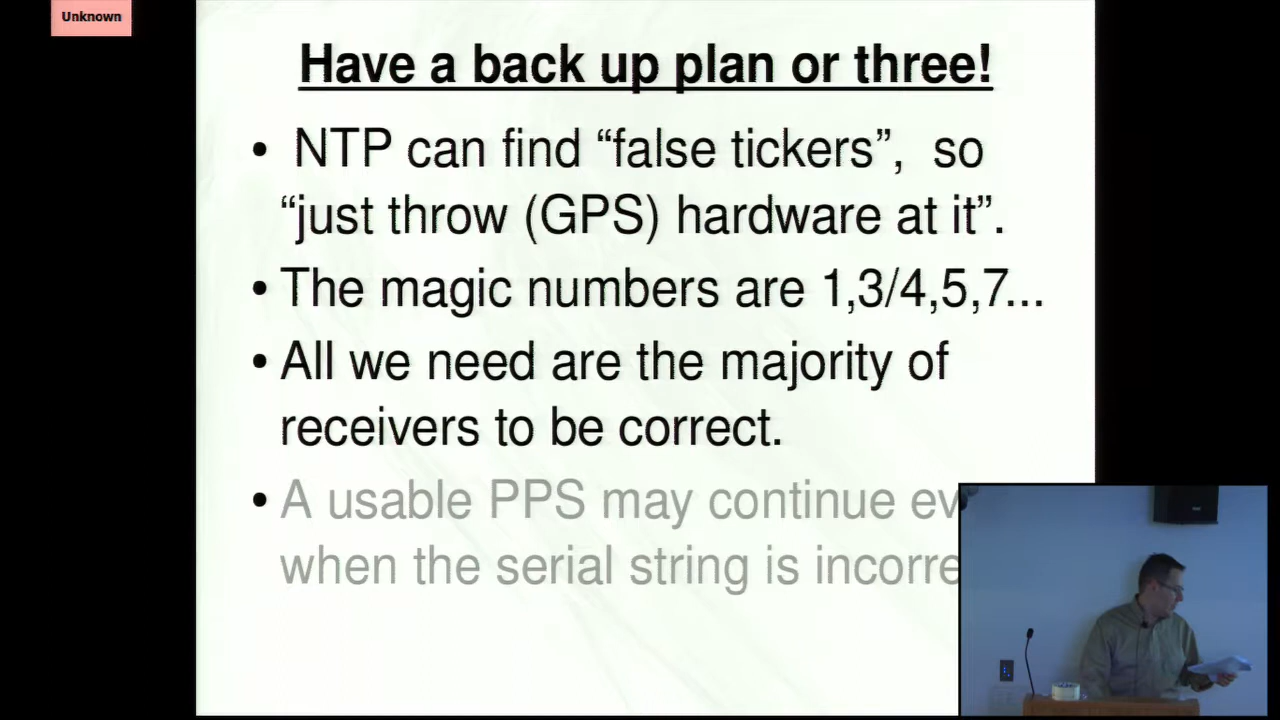 Unknown
Have a back up plan or three!
• NTP can find “false tickers”, so
“just throw (GPS) hardware at it”.
• The magic numbers are 1,3/4,5,7...
• All we need are the majority of
receivers to be correct.
• A usable PPS may continue
when the serial string is